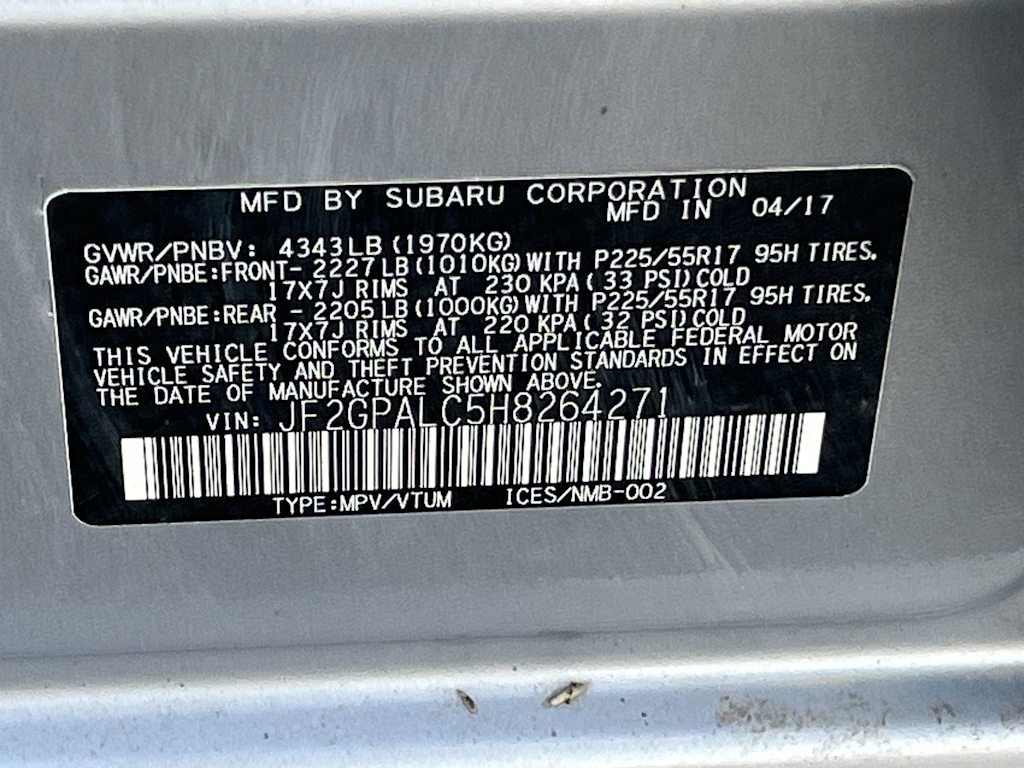 MFD BY SUBARU CORPORATION
MFD IN 04/17
GVWR/PNBV: 4343LB (1970KG)
GAWR/PNBE:FRONT- 2227LB(1010KG)WITH P225/55R17 95H TIRES.
17X7J RIMS AT 230 KPA( 33 PSI)COLD
GAWR/PNBE:REAR - 2205LB(1000KG)WITH P225/55R17 95H TIRES.
17X7J RIMS AT 220 KPA( 32 PSI)COLD
THIS VEHICLE CONFORMS TO ALL APPLICABLE FEDERAL MOTOR
VEHICLE SAFETY AND THEFT PREVENTION STANDARDS IN EFFECT ON
THE DATE OF MANUFACTURE SHOWN ABOVE.
VIN: JF2GPALC5H8264271
TYPE:MPV/VTUM ICES/NMB-002